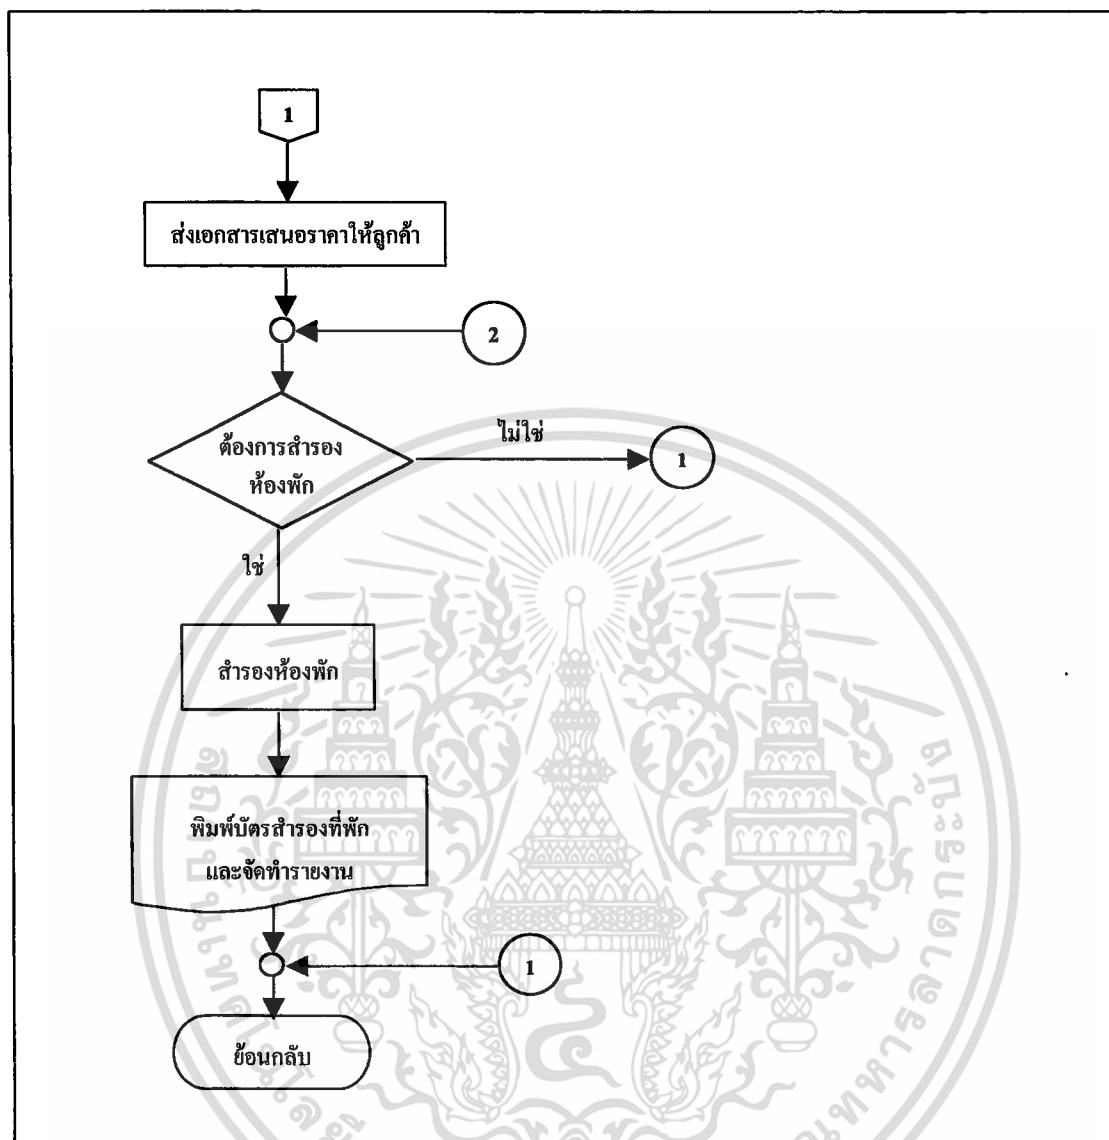 1
ส่งเอกสารเสนอราคาให้ลูกค้า
2
ต้องการสำรอง
ห้องพัก
ไม่ใช่
1
ใช่
สำรองห้องพัก
พิมพ์บัตรสำรองที่พัก
และจัดทำรายงาน
1
ย้อนกลับ